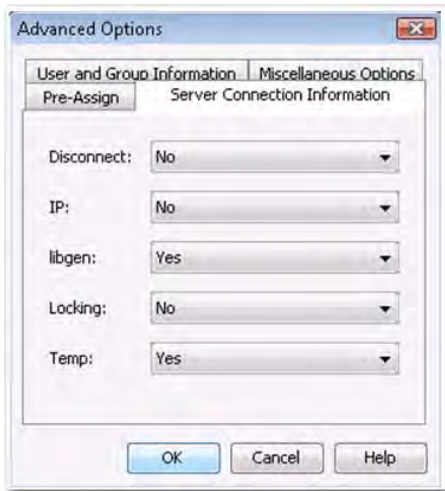 Advanced Options
User and Group Information Miscellaneous Options
Pre-Assign Server Connection Information
Disconnect: No
IP: No
libgen: Yes
Locking: No
Temp: Yes
OK Cancel Help